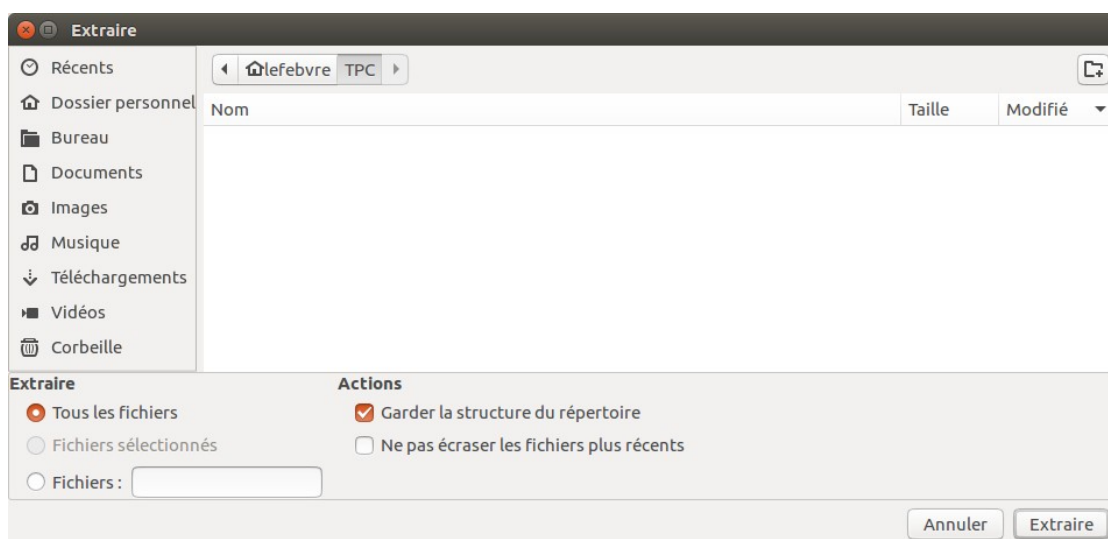 Extraire
Récents
Dossier personnel
Bureau
Documents
Images
Musique
Téléchargements
Vidéos
Corbeille
lefebvre TPC
Nom Taille Modifié
Extraire
Tous les fichiers
Fichiers sélectionnés
Fichiers :
Actions
Garder la structure du répertoire
Ne pas écraser les fichiers plus récents
Annuler Extraire